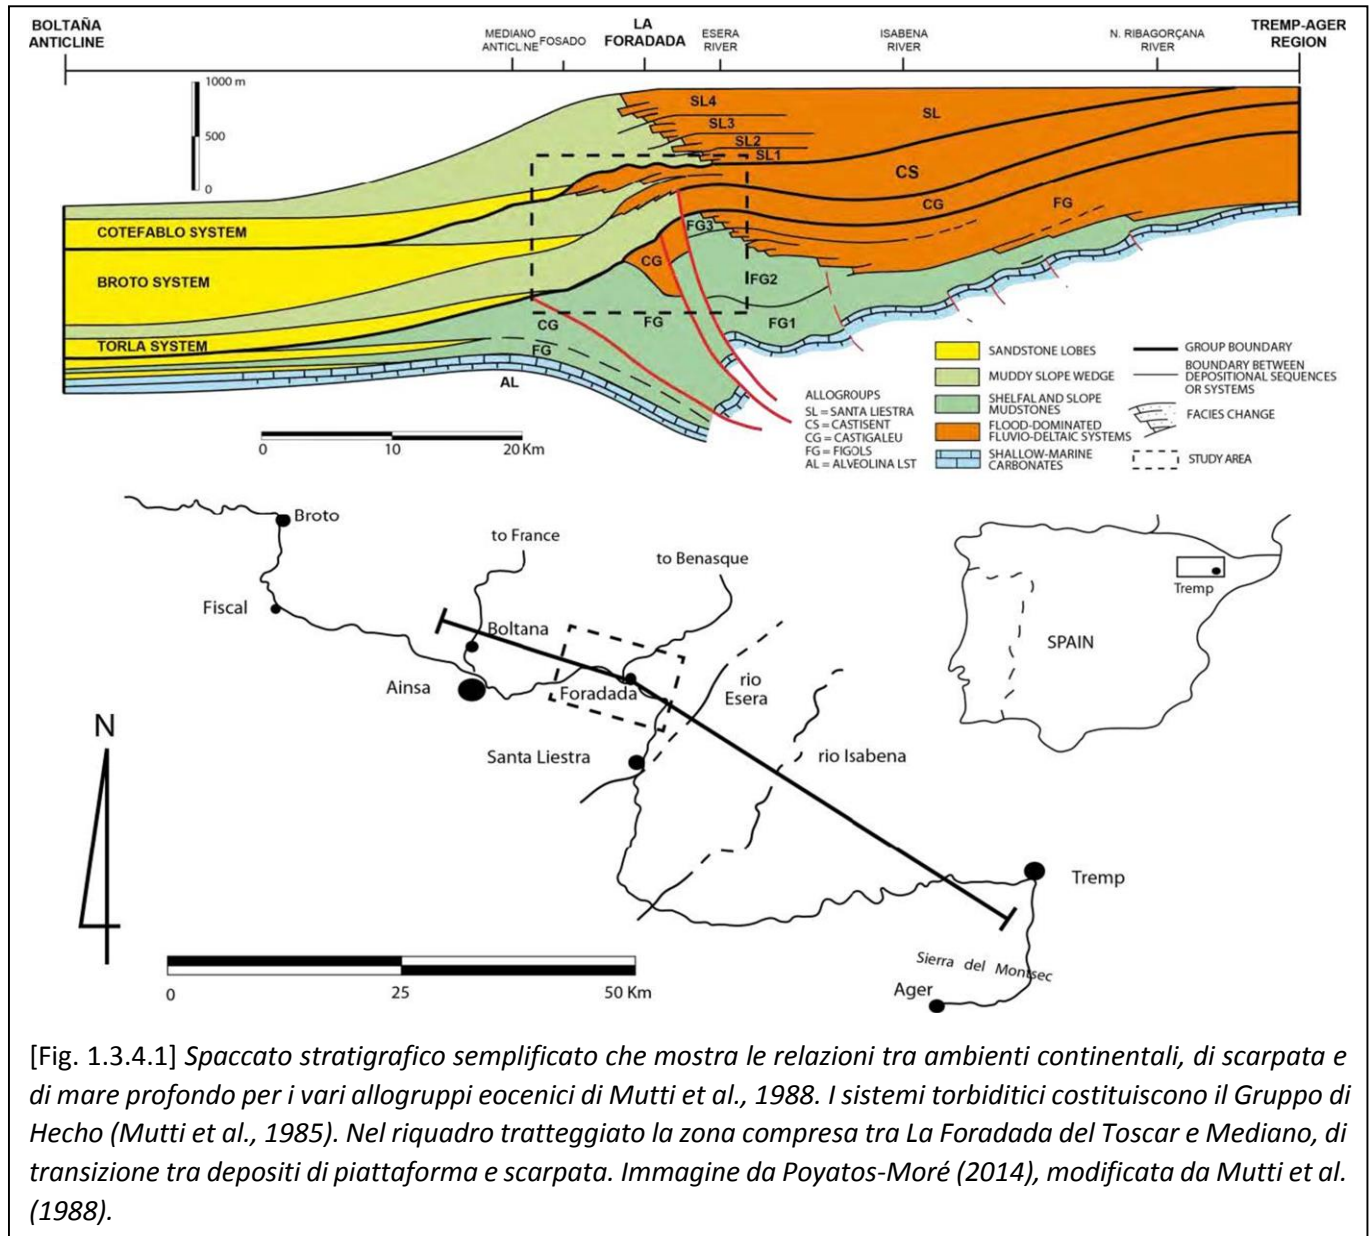 BOLTAÑA
ANTICLINE
MEDIANO
ANTICLINE
FOSADO
LA
FORADADA
ESERA
RIVER
ISABENA
RIVER
N. RIBAGORÇANA
RIVER
TREMP-AGER
REGION
1000 m
500
0
SL4
SL3
SL2
SL1
SL
CS
CG
FG
FG3
CG
FG2
FG1
CG
FG
FG
AL
COTEFABLO SYSTEM
BROTO SYSTEM
TORLA SYSTEM
0 10 20 Km
ALLOGROUPS
SL = SANTA LIESTRA
CS = CASTISENT
CG = CASTIGALEU
FG = FIGOLS
AL = ALVEOLINA LST
SANDSTONE LOBES
MUDDY SLOPE WEDGE
SHELFAL AND SLOPE
MUDSTONES
FLOOD-DOMINATED
FLUVIO-DELTAIC SYSTEMS
SHALLOW-MARINE
CARBONATES
GROUP BOUNDARY
BOUNDARY BETWEEN
DEPOSITIONAL SEQUENCES
OR SYSTEMS
FACIES CHANGE
STUDY AREA
Broto
to France
to Benasque
Fiscal
Boltana
Ainsa
Foradada
rio
Esera
Santa Liestra
rio Isabena
Tremp
Sierra del Montsec
Ager
N
0 25 50 Km
Tremp
SPAIN
[Fig. 1.3.4.1] Spaccato stratigrafico semplificato che mostra le relazioni tra ambienti continentali, di scarpata e
di mare profondo per i vari allogruppi eocenici di Mutti et al., 1988. I sistemi torbiditici costituiscono il Gruppo di
Hecho (Mutti et al., 1985). Nel riquadro tratteggiato la zona compresa tra La Foradada del Toscar e Mediano, di
transizione tra depositi di piattaforma e scarpata. Immagine da Poyatos-Moré (2014), modificata da Mutti et al.
(1988).